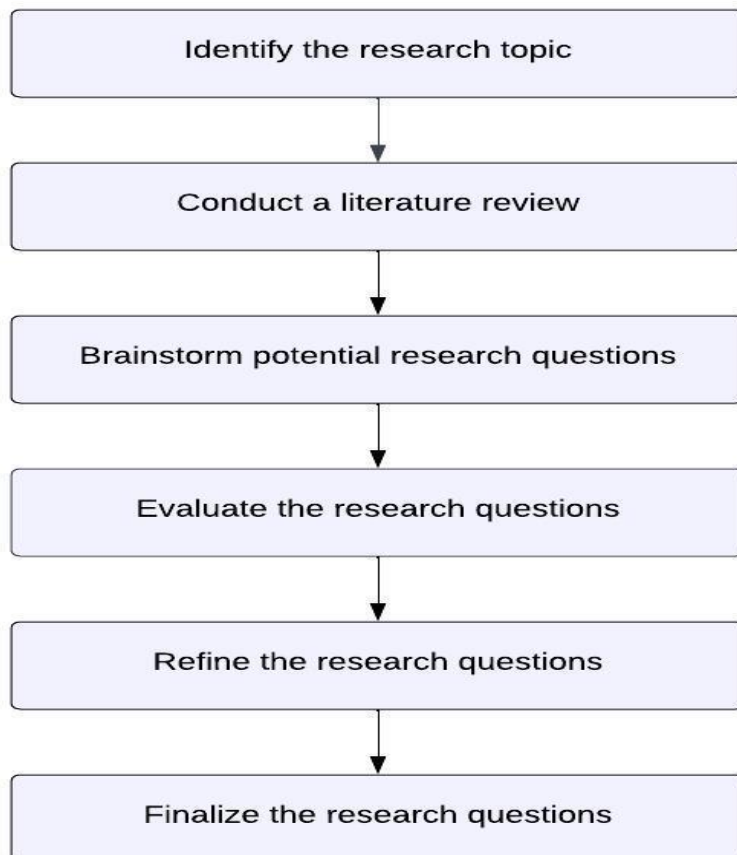 Identify the research topic
Conduct a literature review
Brainstorm potential research questions
Evaluate the research questions
Refine the research questions
Finalize the research questions